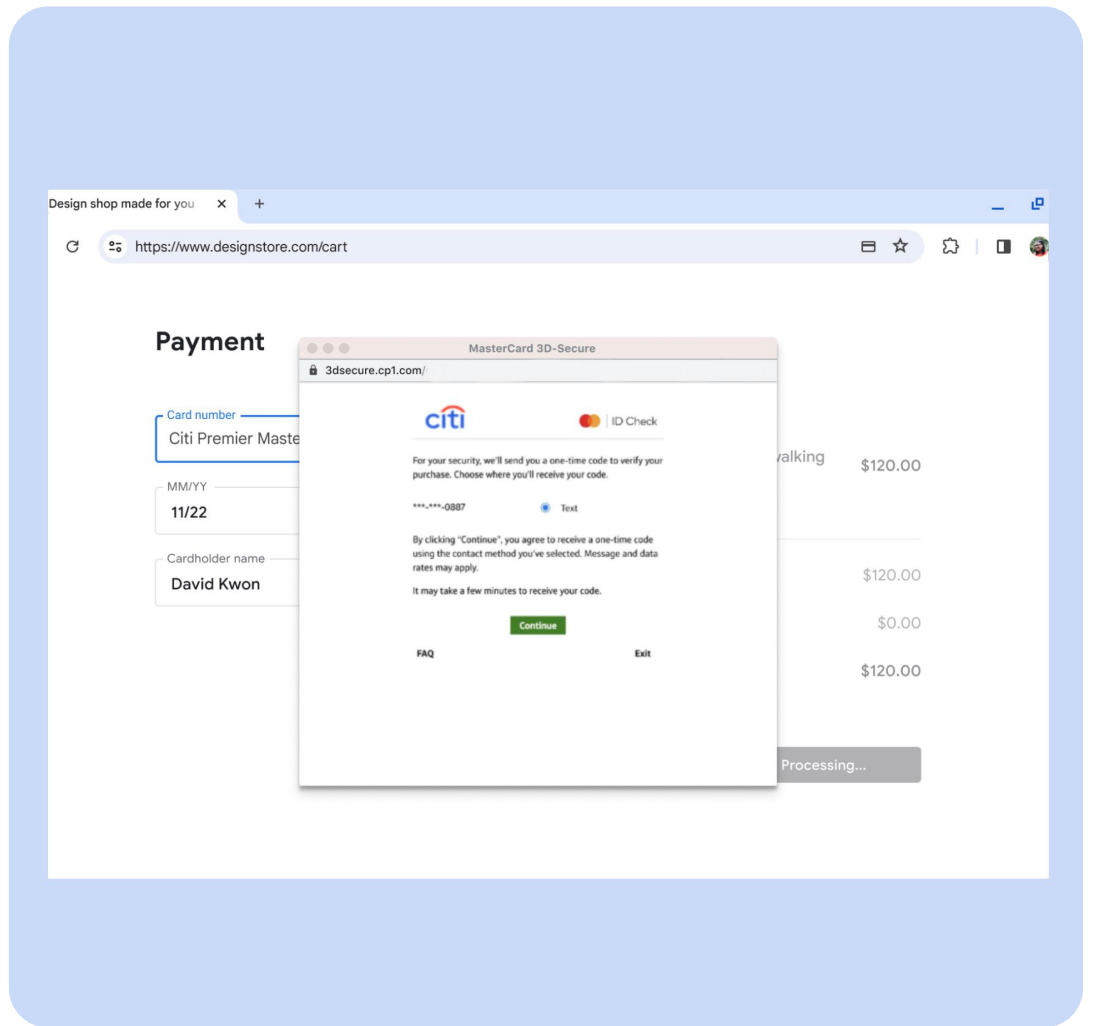 Design shop made for you
https://www.designstore.com/cart
Payment
MasterCard 3D-Secure
3dsecure.cp1.com/
Card number
Citi Premier Maste
MM/YY
11/22
Cardholder name
David Kwon
citi
ID Check
For your security, we'll send you a one-time code to verify your
purchase. Choose where you'll receive your code.
***-***-0887 Text
By clicking "Continue", you agree to receive a one-time code
using the contact method you've selected. Message and data
rates may apply.
It may take a few minutes to receive your code.
Continue
FAQ Exit
$120.00
$120.00
$0.00
$120.00
Processing...